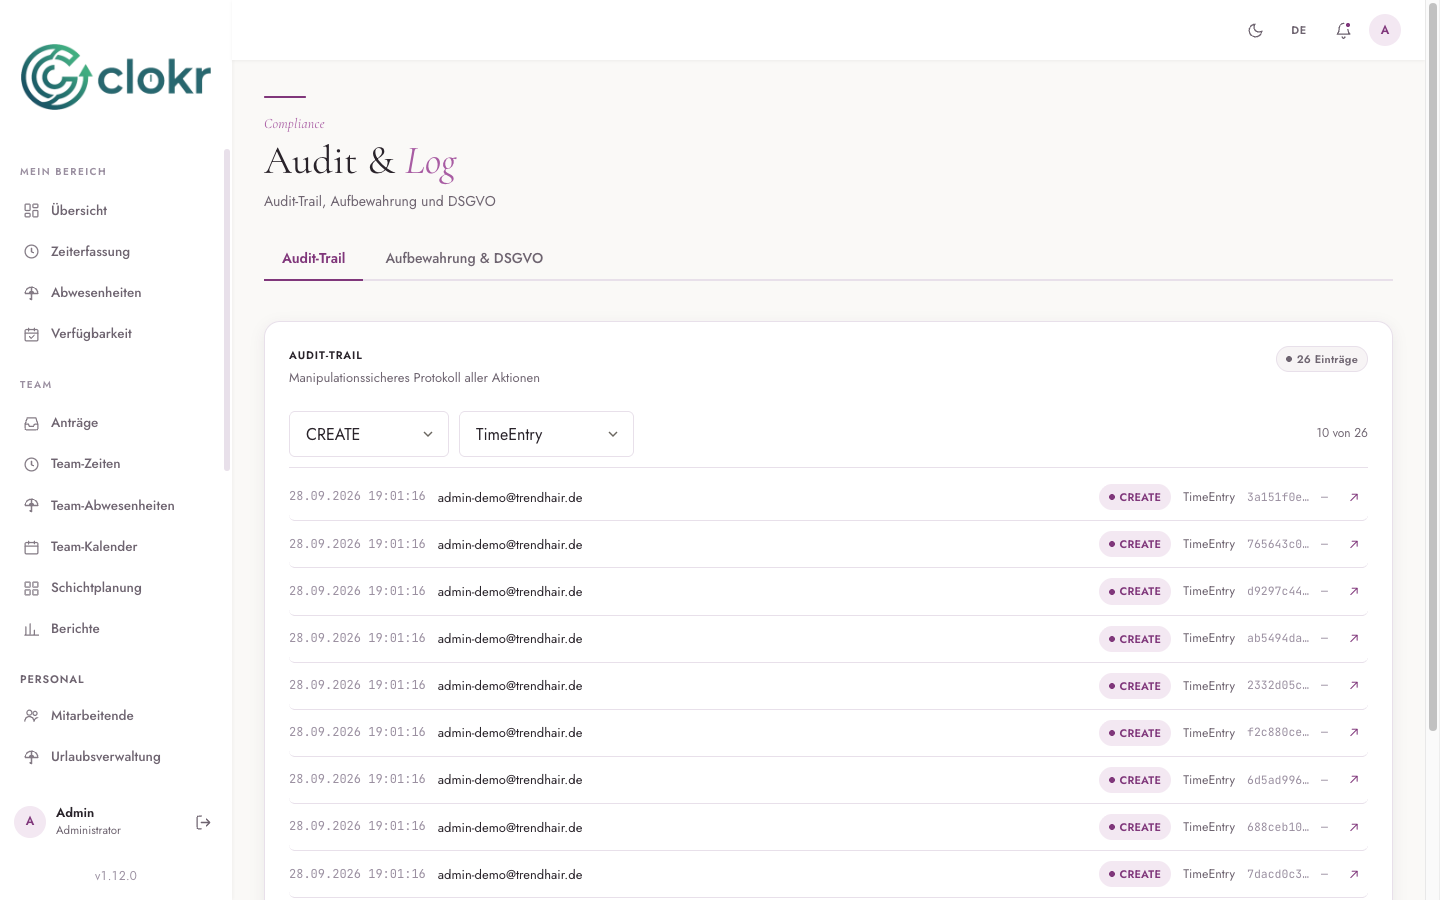 clokr
DE
A
MEIN BEREICH
Übersicht
Zeiterfassung
Abwesenheiten
Verfügbarkeit
TEAM
Anträge
Team-Zeiten
Team-Abwesenheiten
Team-Kalender
Schichtplanung
Berichte
PERSONAL
Mitarbeitende
Urlaubsverwaltung
A
Admin
Administrator
v1.12.0
Compliance
Audit & Log
Audit-Trail, Aufbewahrung und DSGVO
Audit-Trail Aufbewahrung & DSGVO
AUDIT-TRAIL
26 Einträge
Manipulationssicheres Protokoll aller Aktionen
CREATE TimeEntry 10 von 26
28.09.2026 19:01:16 admin-demo@trendhair.de CREATE TimeEntry 3a151f0e… —
28.09.2026 19:01:16 admin-demo@trendhair.de CREATE TimeEntry 765643c0… —
28.09.2026 19:01:16 admin-demo@trendhair.de CREATE TimeEntry d9297c44… —
28.09.2026 19:01:16 admin-demo@trendhair.de CREATE TimeEntry ab5494da… —
28.09.2026 19:01:16 admin-demo@trendhair.de CREATE TimeEntry 2332d05c… —
28.09.2026 19:01:16 admin-demo@trendhair.de CREATE TimeEntry f2c880ce… —
28.09.2026 19:01:16 admin-demo@trendhair.de CREATE TimeEntry 6d5ad996… —
28.09.2026 19:01:16 admin-demo@trendhair.de CREATE TimeEntry 688ceb10… —
28.09.2026 19:01:16 admin-demo@trendhair.de CREATE TimeEntry 7dacd0c3… —